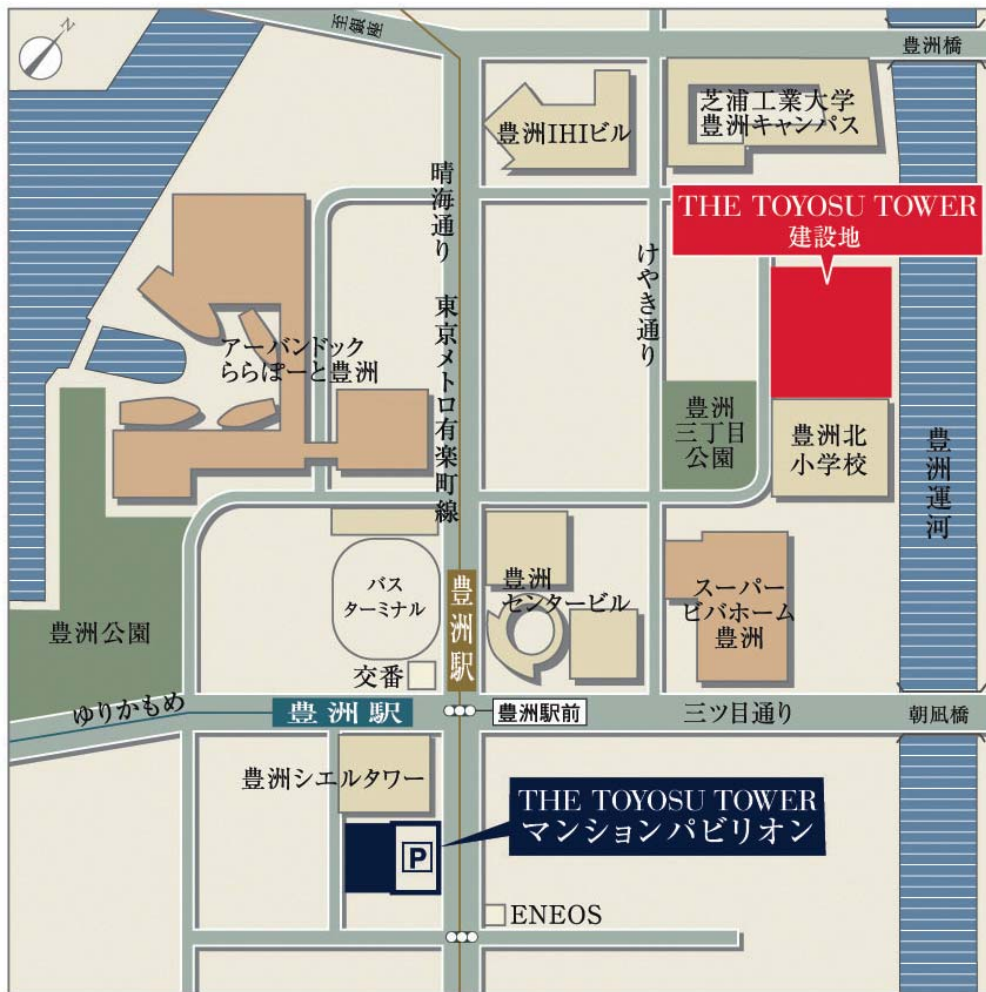 N
至銀座
豊洲橋
豊洲IHIビル
芝浦工業大学
豊洲キャンパス
晴海通り
東京メトロ有楽町線
けやき通り
THE TOYOSU TOWER
建設地
アーバンドック
ららぽーと豊洲
豊洲
三丁目
公園
豊洲北
小学校
豊洲運河
バス
ターミナル
豊洲駅
豊洲
センタービル
スーパー
ビバホーム
豊洲
豊洲公園
交番
ゆりかもめ
豊洲駅
豊洲駅前
三ツ目通り
朝凪橋
豊洲シエルタワー
THE TOYOSU TOWER
マンションパビリオン
P
ENEOS